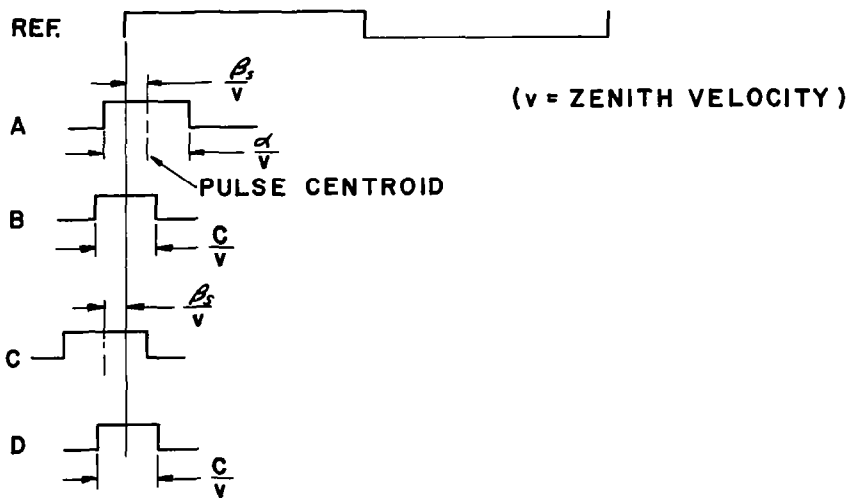 REF.
βs/v
(v = ZENITH VELOCITY)
A
α/v
PULSE CENTROID
B
C/v
βs/v
C
D
C/v